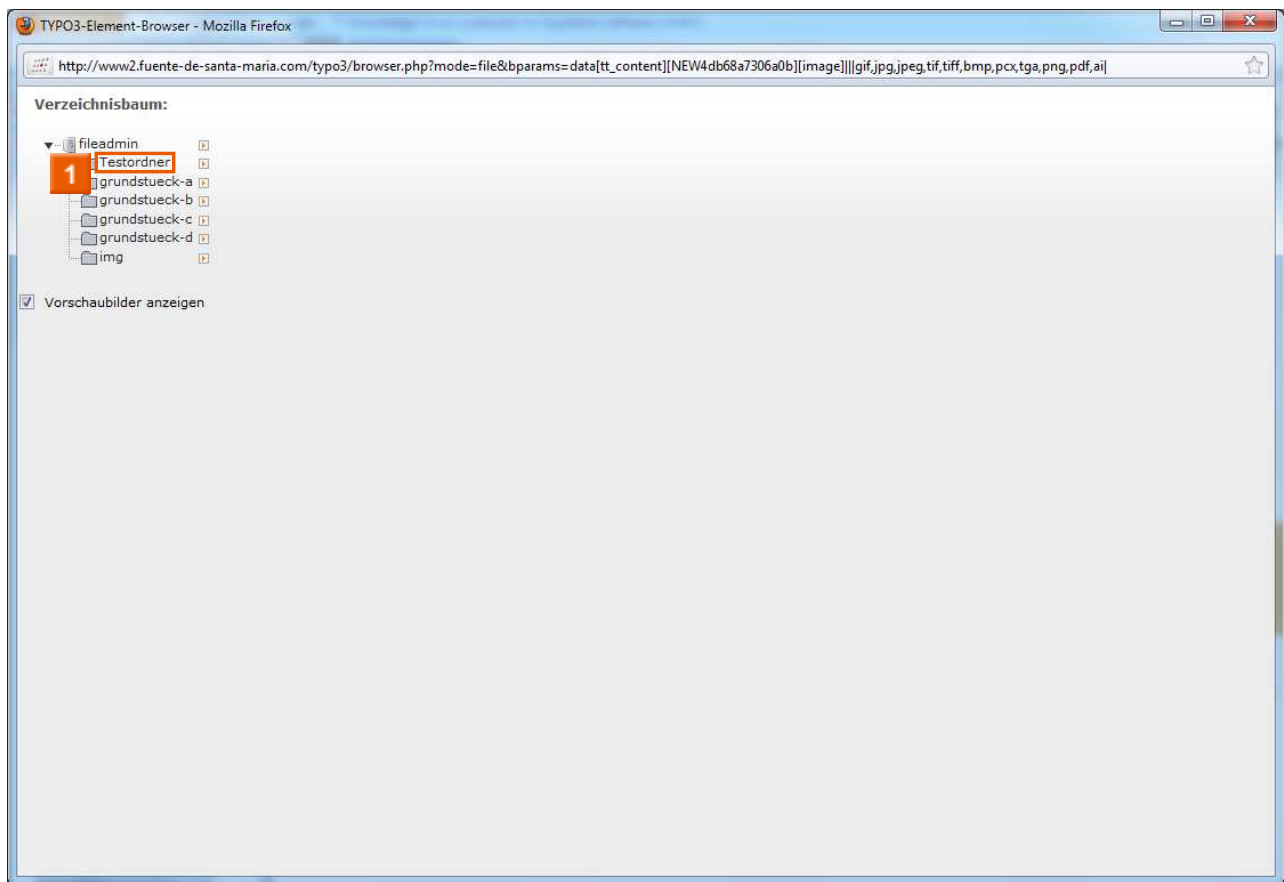 TYPO3-Element-Browser - Mozilla Firefox
http://www2.fuente-de-santa-maria.com/typo3/browser.php?mode=file&bparams=data[tt_content][NEW4db68a7306a0b][image]|||gif,jpg,jpeg,tif,tiff,bmp,pcx,tga,png,pdf,ai|
Verzeichnisbaum:
fileadmin
1 Testordner
grundstueck-a
grundstueck-b
grundstueck-c
grundstueck-d
img
Vorschaubilder anzeigen